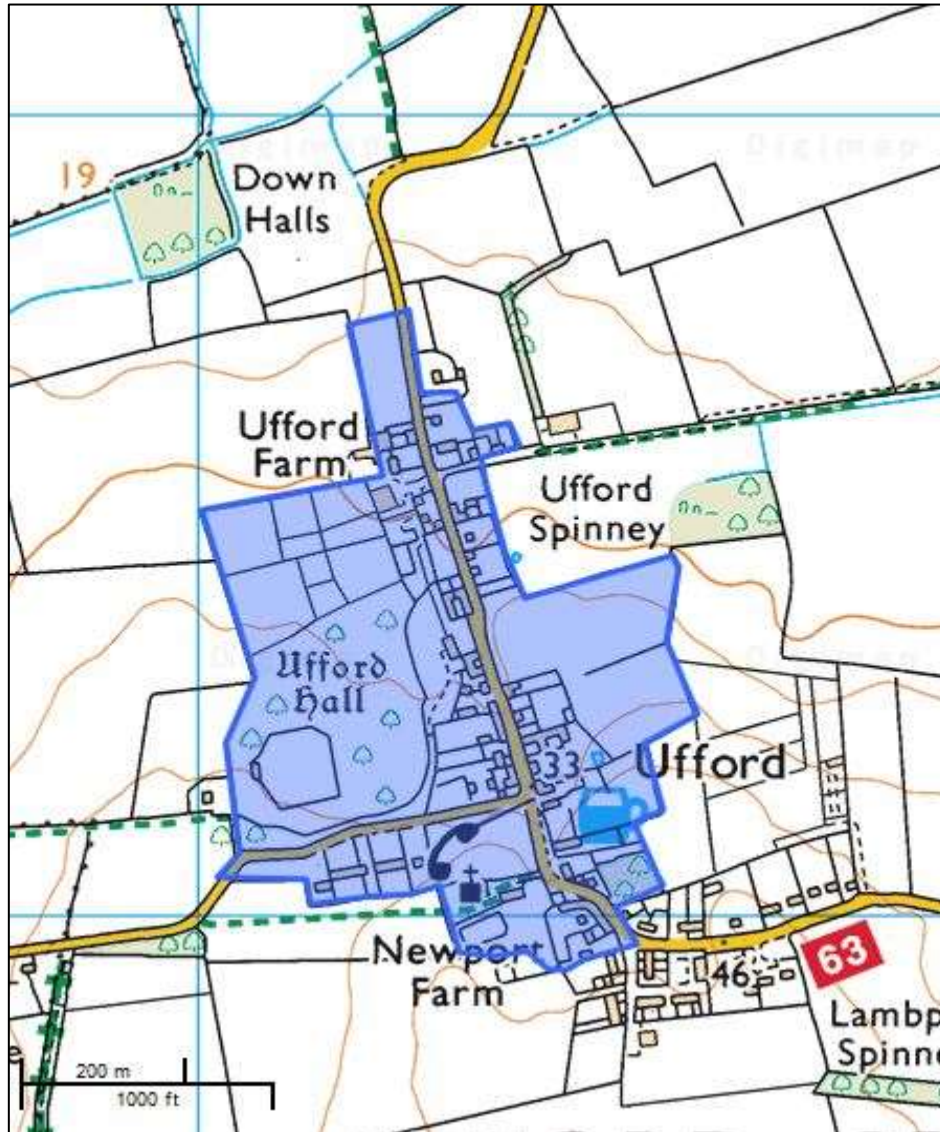 Digimap
19
Down
Halls
Ufford
Farm
Ufford
Spinney
Ufford
Hall
33
Ufford
Newport
Farm
46
63
Lambp
Spinne
e
200 m
1000 ft